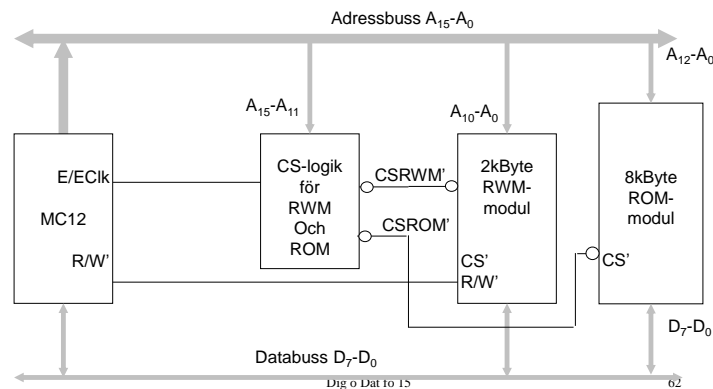 Adressbuss A15-A0
A12-A0
A15-A11
A10-A0
E/EClk
MC12
R/W'
CS-logik
för
RWM
Och
ROM
CSRWM'
CSROM'
2kByte
RWM-
modul
CS'
R/W'
8kByte
ROM-
modul
CS'
D7-D0
Databuss D7-D0
Dig o Dat fö 15
62